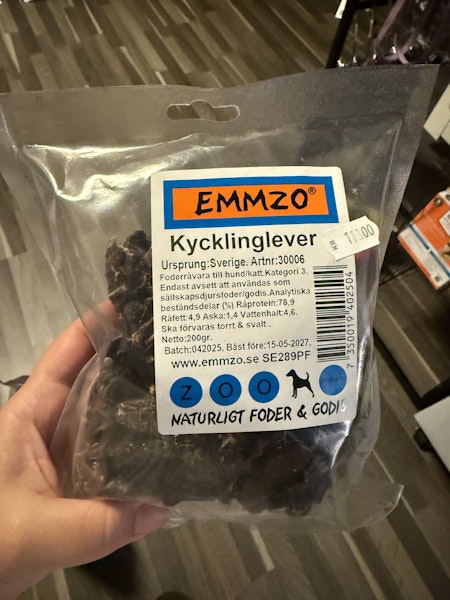 EMMZO®
Kycklinglever
Ursprung:Sverige. Artnr:30006
Foderråvara till hund/katt.Kategori 3.
Endast avsett att användas som
sällskapsdjursfoder/godis.Analytiska
beståndsdelar (%) Råprotein:78,9
Råfett:4,9 Aska:1,4 Vattenhalt:4,6.
Ska förvaras torrt & svalt .
Netto:200gr.
Batch:042025. Bäst före:15-05-2027.
www.emmzo.se SE289PF
7 350019 402504
ZOO
NATURLIGT FODER & GODIS